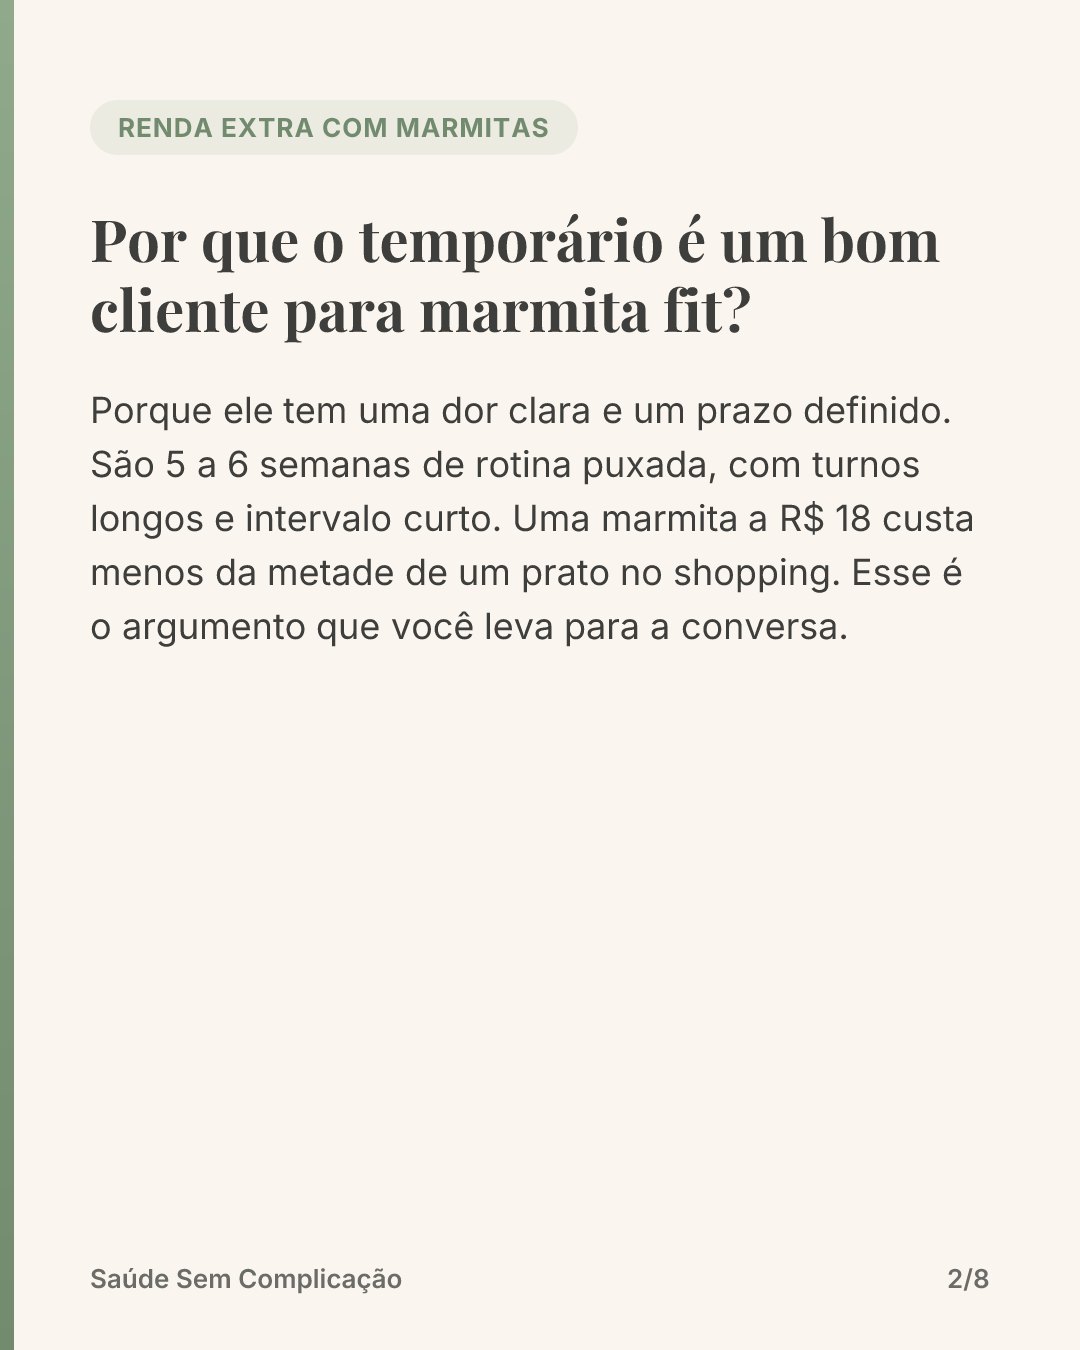 RENDA EXTRA COM MARMITAS
Por que o temporário é um bom
cliente para marmita fit?
Porque ele tem uma dor clara e um prazo definido.
São 5 a 6 semanas de rotina puxada, com turnos
longos e intervalo curto. Uma marmita a R$ 18 custa
menos da metade de um prato no shopping. Esse é
o argumento que você leva para a conversa.
Saúde Sem Complicação
2/8